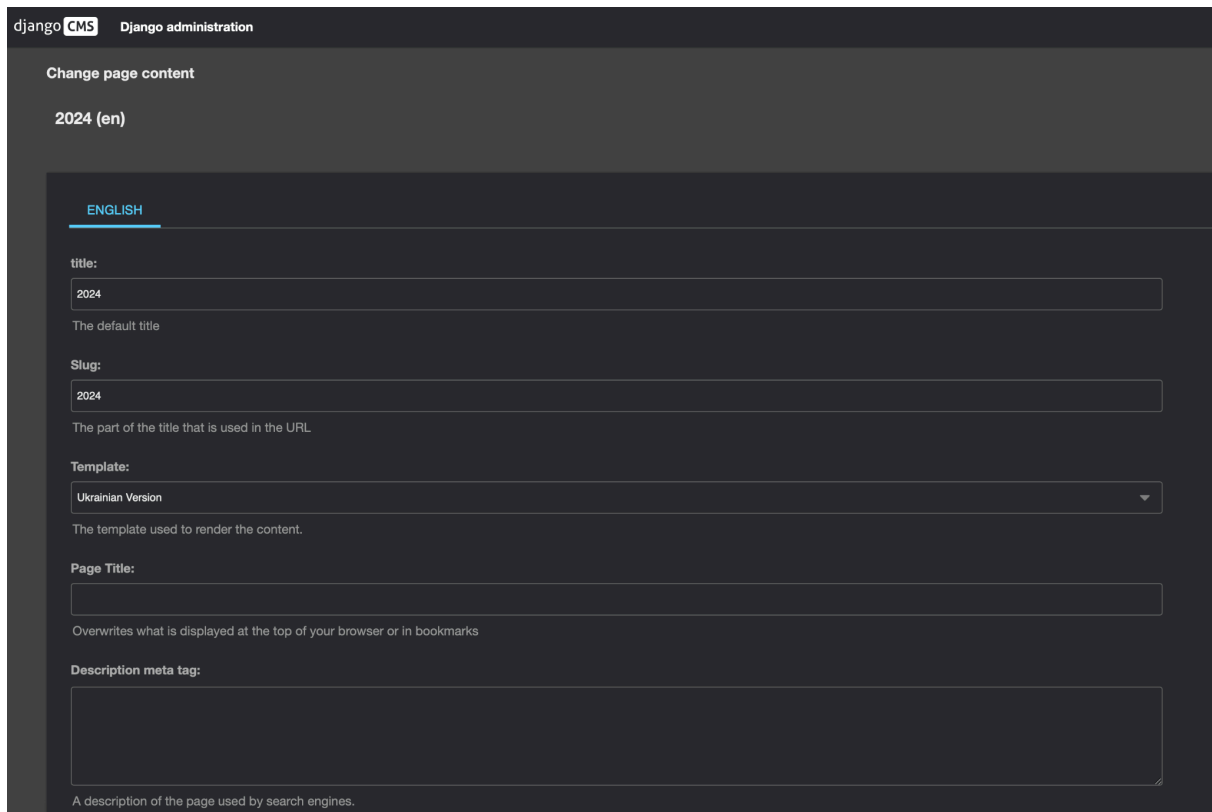 django CMS Django administration
Change page content
2024 (en)
ENGLISH
title:
2024
The default title
Slug:
2024
The part of the title that is used in the URL
Template:
Ukrainian Version
The template used to render the content.
Page Title:
Overwrites what is displayed at the top of your browser or in bookmarks
Description meta tag:
A description of the page used by search engines.